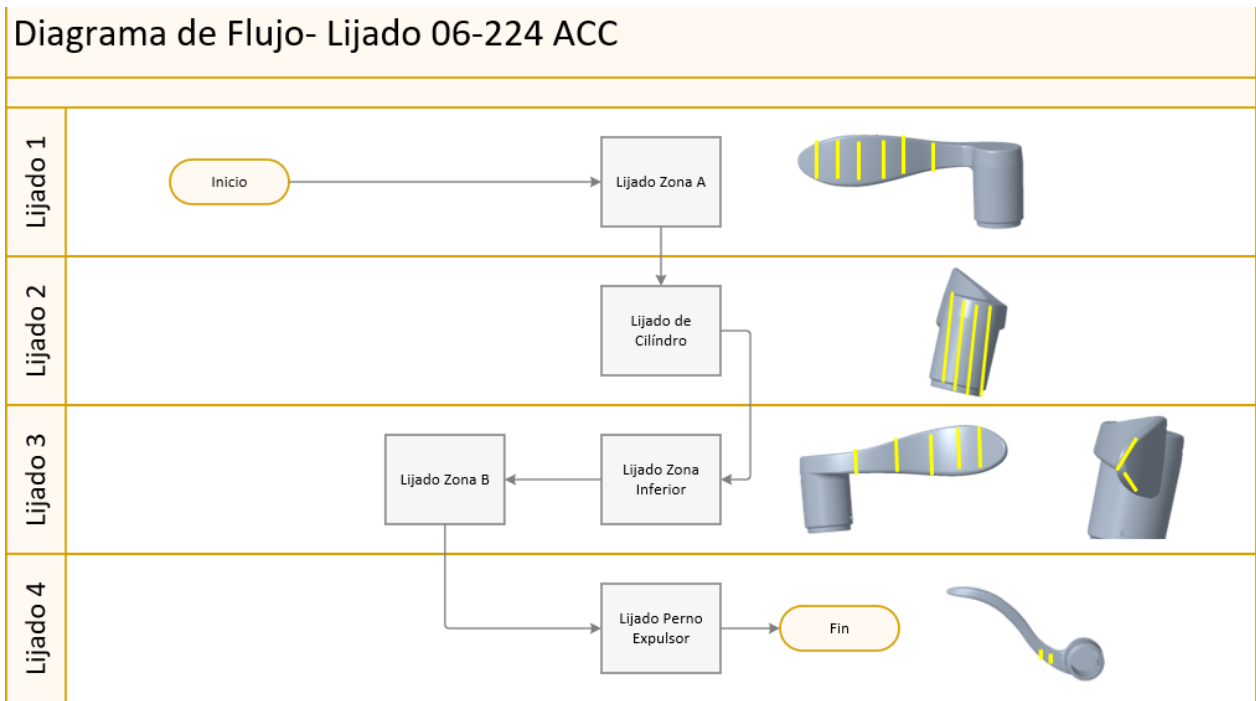 Diagrama de Flujo- Lijado 06-224 ACC
Lijado 1
Inicio
Lijado Zona A
Lijado 2
Lijado de
Cilíndro
Lijado 3
Lijado Zona B
Lijado Zona
Inferior
Lijado 4
Lijado Perno
Expulsor
Fin